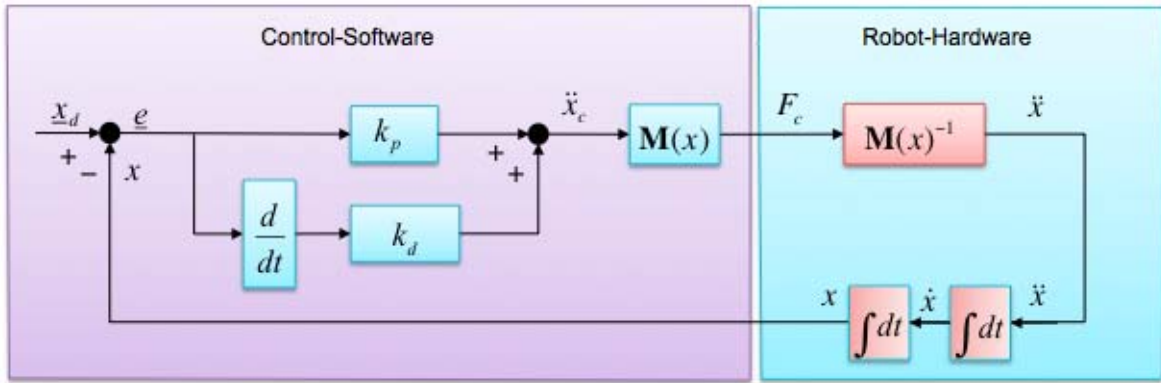 Control-Software
Robot-Hardware
x_d
+
−
e
x
k_p
d/dt
k_d
+
+
ẍ_c
M(x)
F_c
M(x)⁻¹
ẍ
x
∫dt
ẋ
∫dt
ẍ